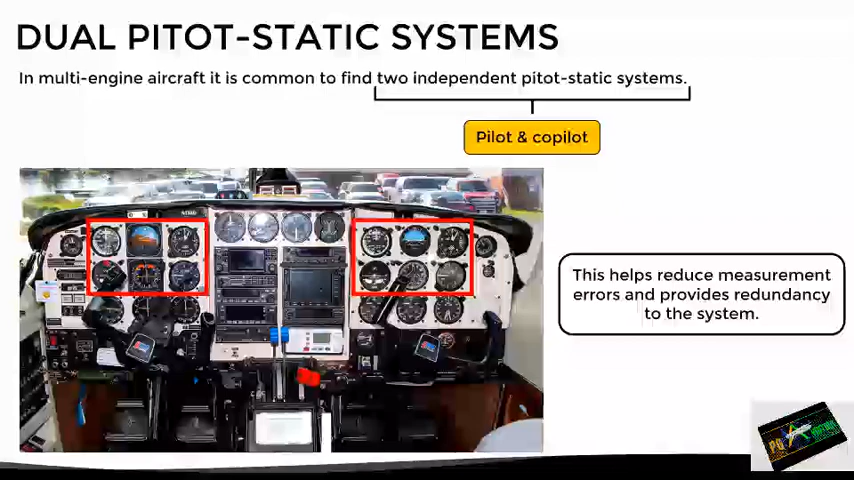 DUAL PITOT-STATIC SYSTEMS
In multi-engine aircraft it is common to find two independent pitot-static systems.
Pilot & copilot
This helps reduce measurement
errors and provides redundancy
to the system.